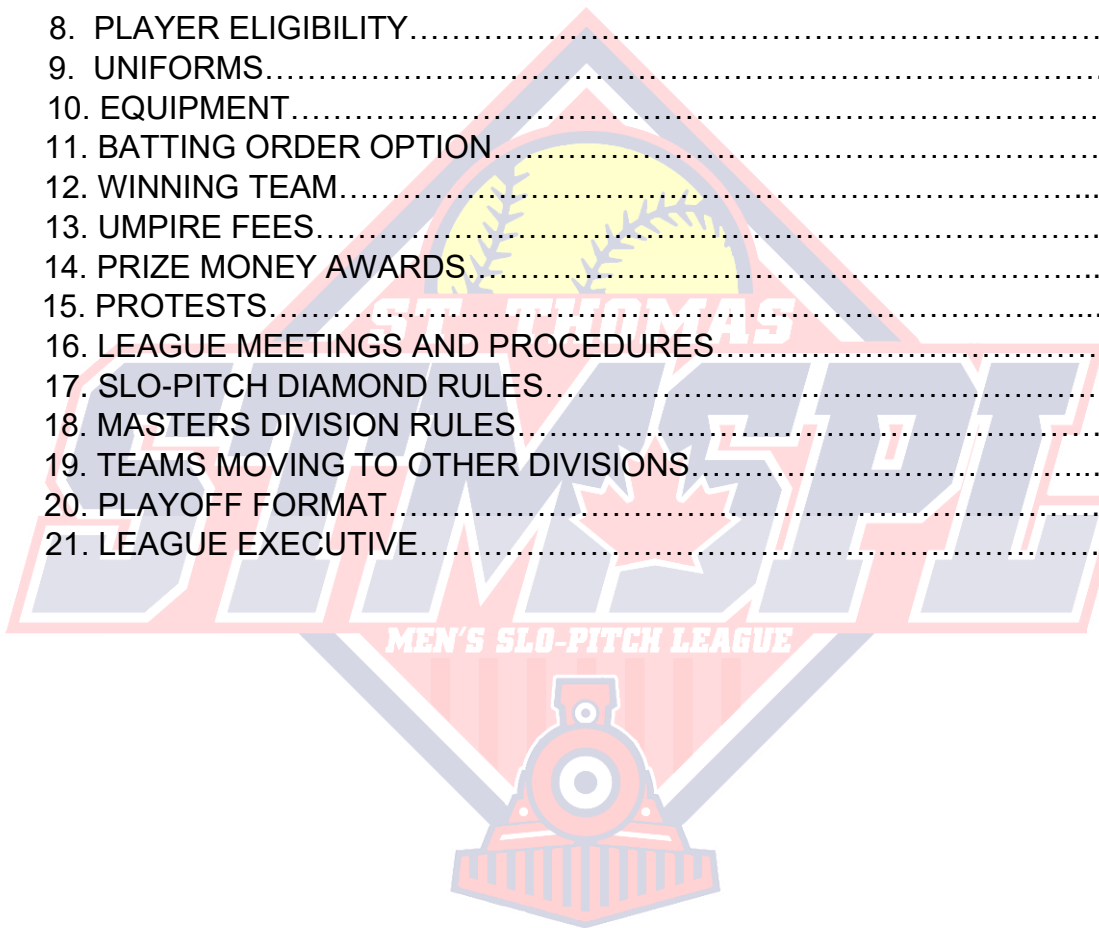 8. PLAYER ELIGIBILITY……………………………………………………………………….
9. UNIFORMS……………………………………………………………………………………….
10. EQUIPMENT…………………………………………………………………………………….
11. BATTING ORDER OPTION…………………………………………………………….
12. WINNING TEAM………………………………………………………………………………...
13. UMPIRE FEES………………………………………………………………………………….
14. PRIZE MONEY AWARDS…………………………………………………………………...
15. PROTESTS……………………………………………………………………………………....
ST THOMAS
16. LEAGUE MEETINGS AND PROCEDURES………………………………………
17. SLO-PITCH DIAMOND RULES……………………………………………………….
18. MASTERS DIVISION RULES………………………………………………………….
19. TEAMS MOVING TO OTHER DIVISIONS…………………………………………...
20. PLAYOFF FORMAT………………………………………………………………………….
21. LEAGUE EXECUTIVE……………………………………………………………………….
STMSPL
MEN'S SLO-PITCH LEAGUE